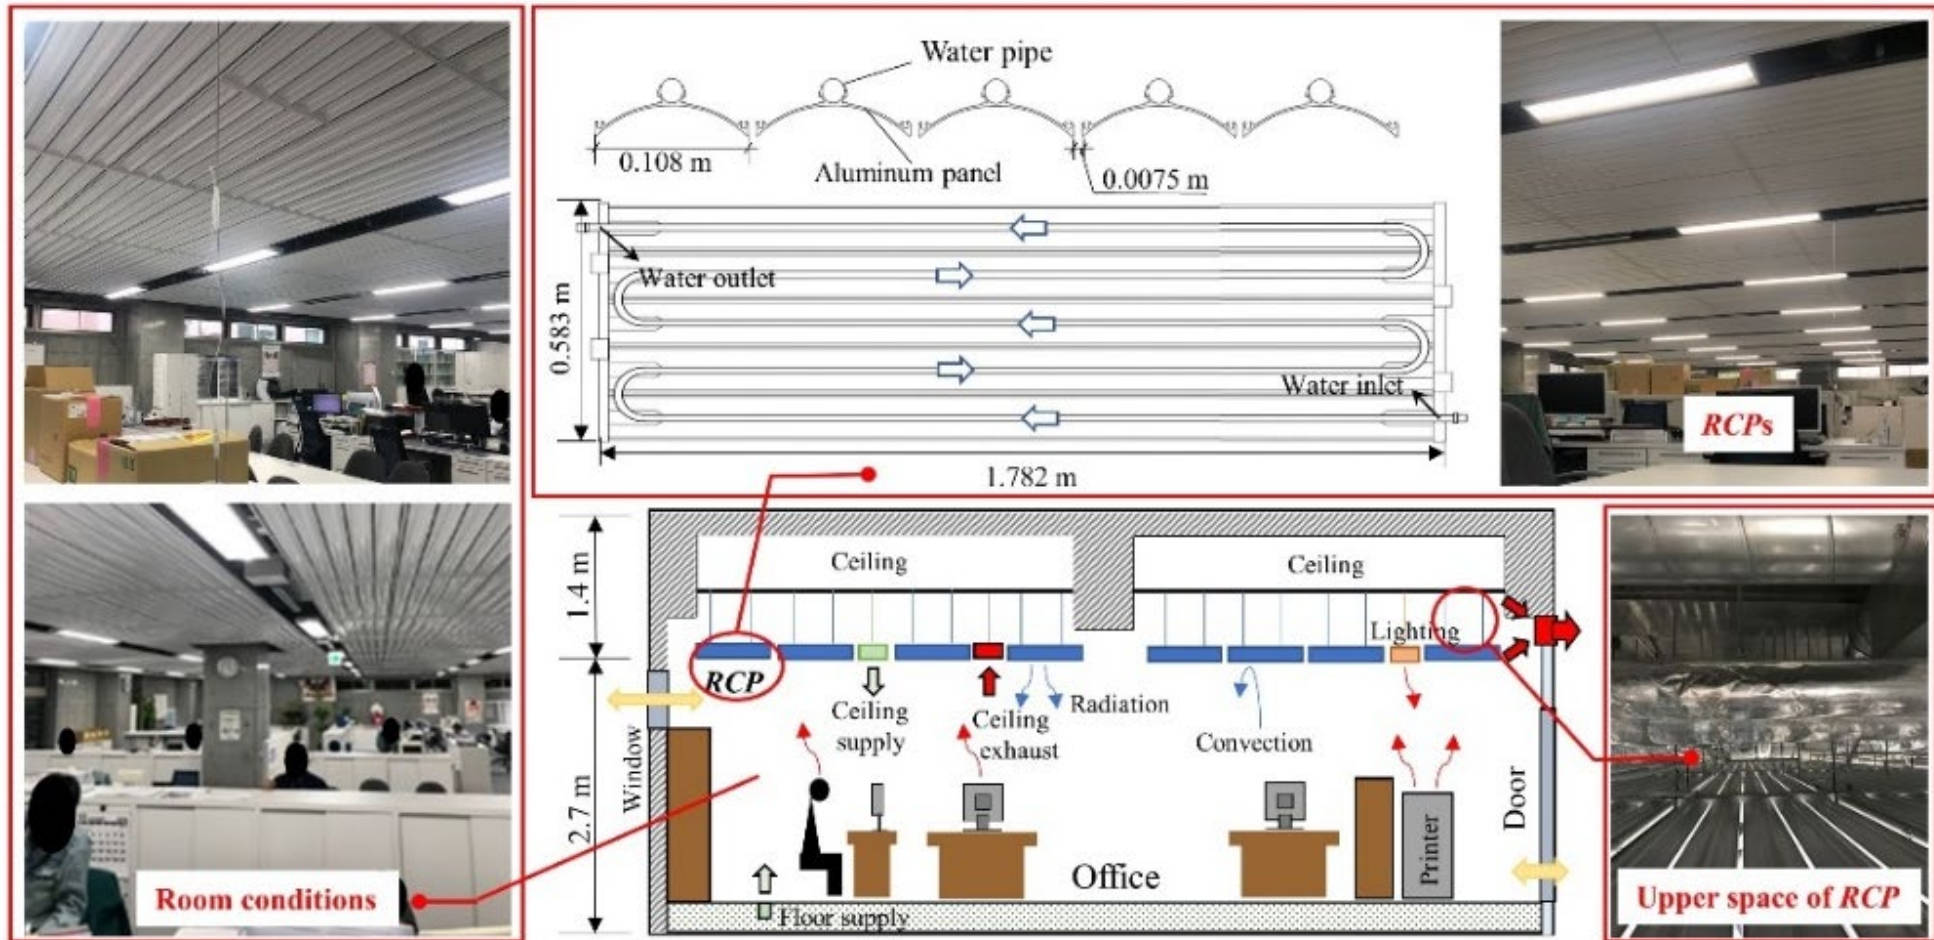 Water pipe
0.108 m
Aluminum panel
0.0075 m
Water outlet
0.583 m
Water inlet
1.782 m
RCPs
1.4 m
Ceiling
Ceiling
Lighting
RCP
Ceiling
supply
Ceiling
exhaust
Radiation
Convection
Window
2.7 m
Door
Printer
Office
Floor supply
Room conditions
Upper space of RCP